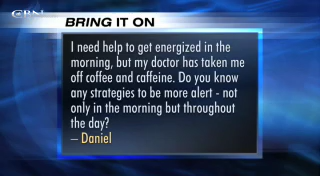 CBN
BRING IT ON
I need help to get energized in the
morning, but my doctor has taken me
off coffee and caffeine. Do you know
any strategies to be more alert - not
only in the morning but throughout
the day?
– Daniel